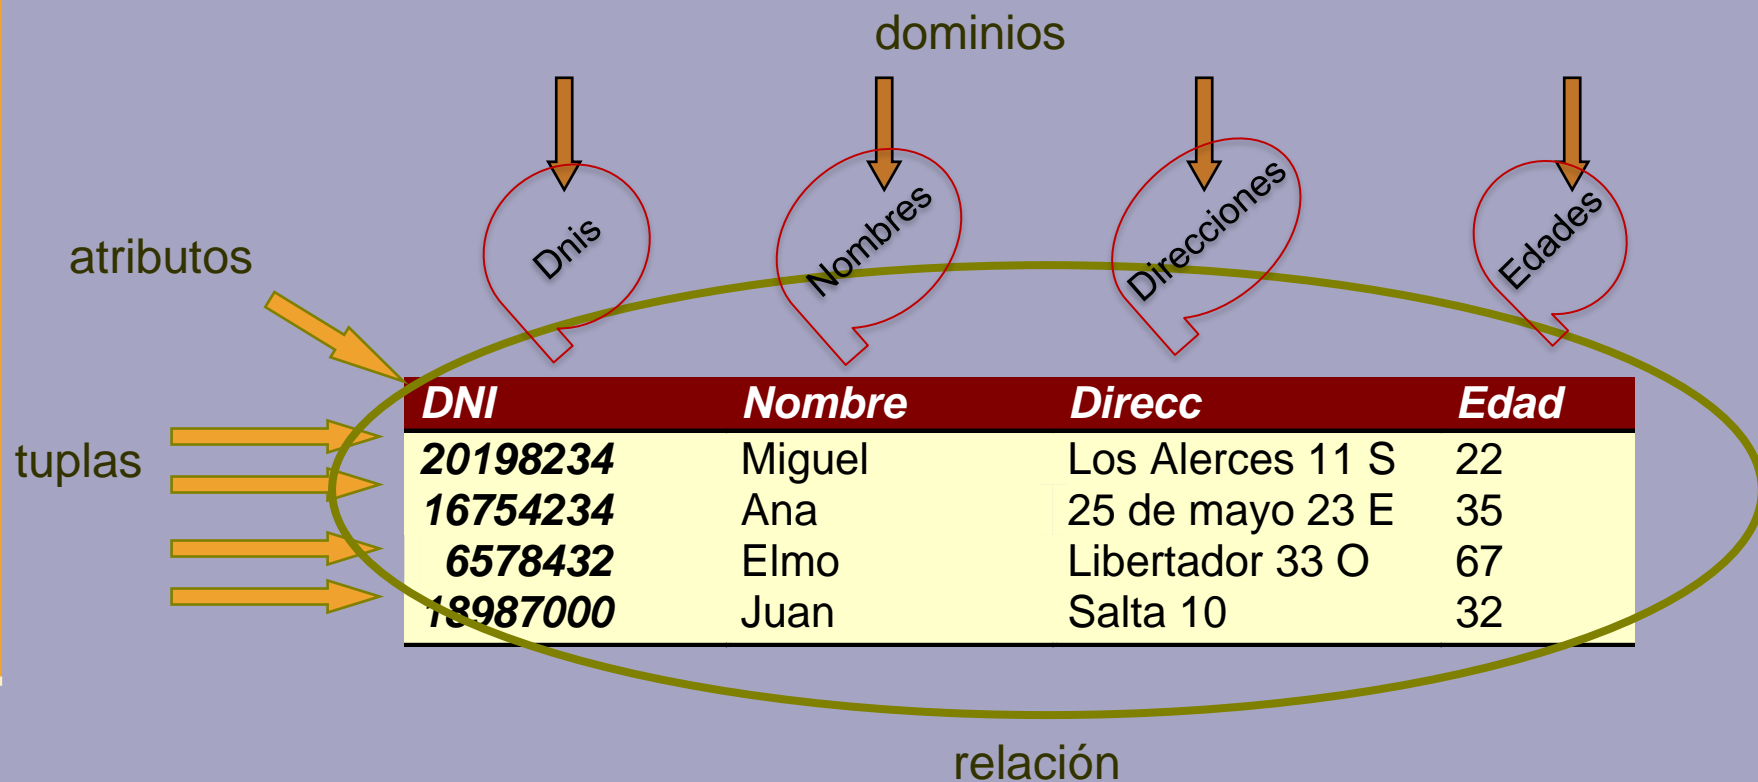 dominios
Dnis
Nombres
Direcciones
Edades
atributos
tuplas
DNI Nombre Direcc Edad
20198234 Miguel Los Alerces 11 S 22
16754234 Ana 25 de mayo 23 E 35
6578432 Elmo Libertador 33 O 67
18987000 Juan Salta 10 32
relación